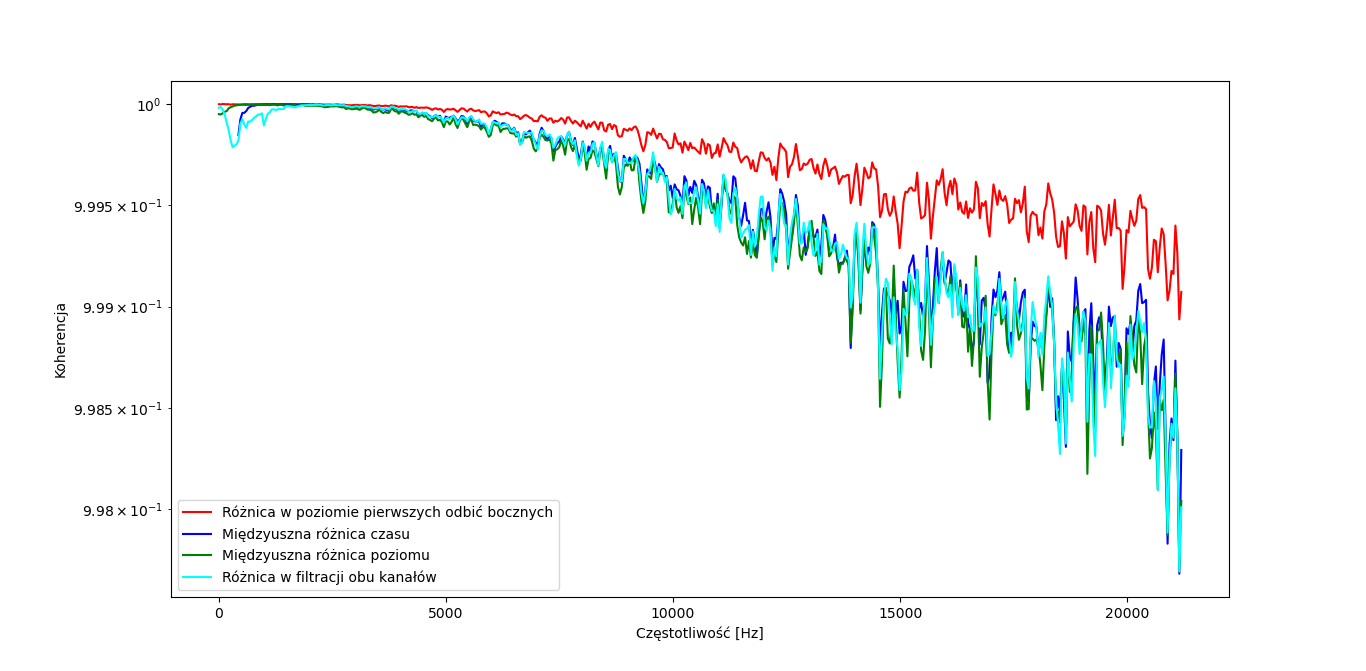 10⁰
9.995 × 10⁻¹
9.99 × 10⁻¹
9.985 × 10⁻¹
9.98 × 10⁻¹
Koherencja
Różnica w poziomie pierwszych odbić bocznych
Międzyuszna różnica czasu
Międzyuszna różnica poziomu
Różnica w filtracji obu kanałów
0 5000 10000 15000 20000
Częstotliwość [Hz]